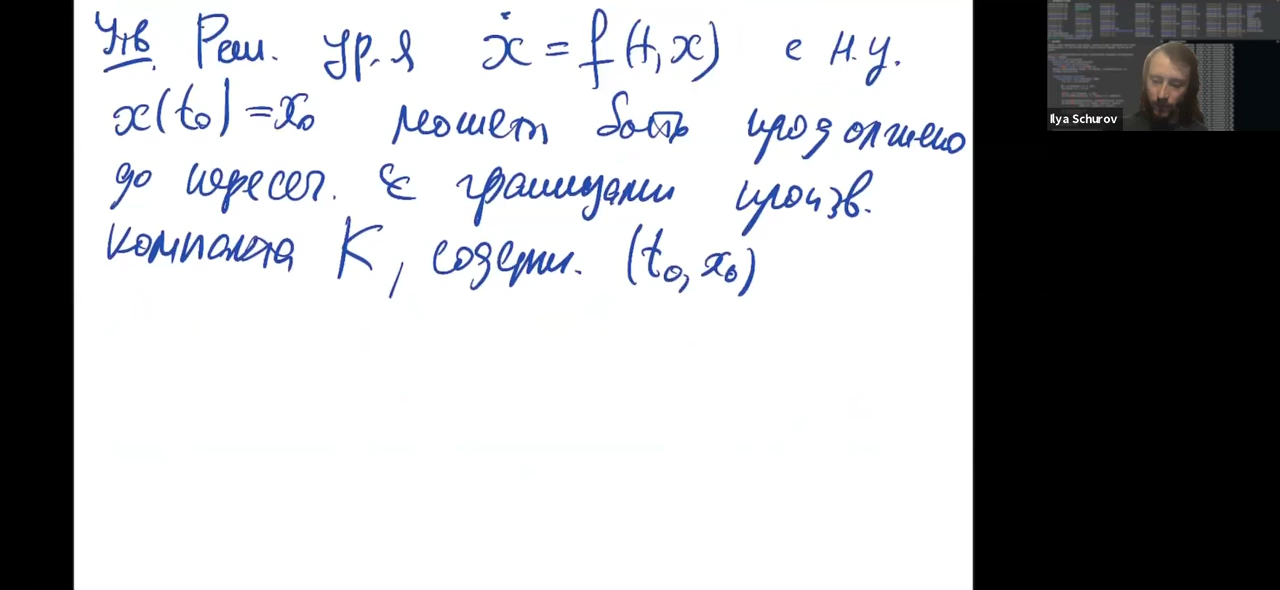 Утв. Реш. ур-я ẋ = f(t, x) с н.у.
x(t₀) = x₀ может быть продолжено
до пересеч. с границами произв.
компакта K, содерж. (t₀, x₀)
Ilya Schurov